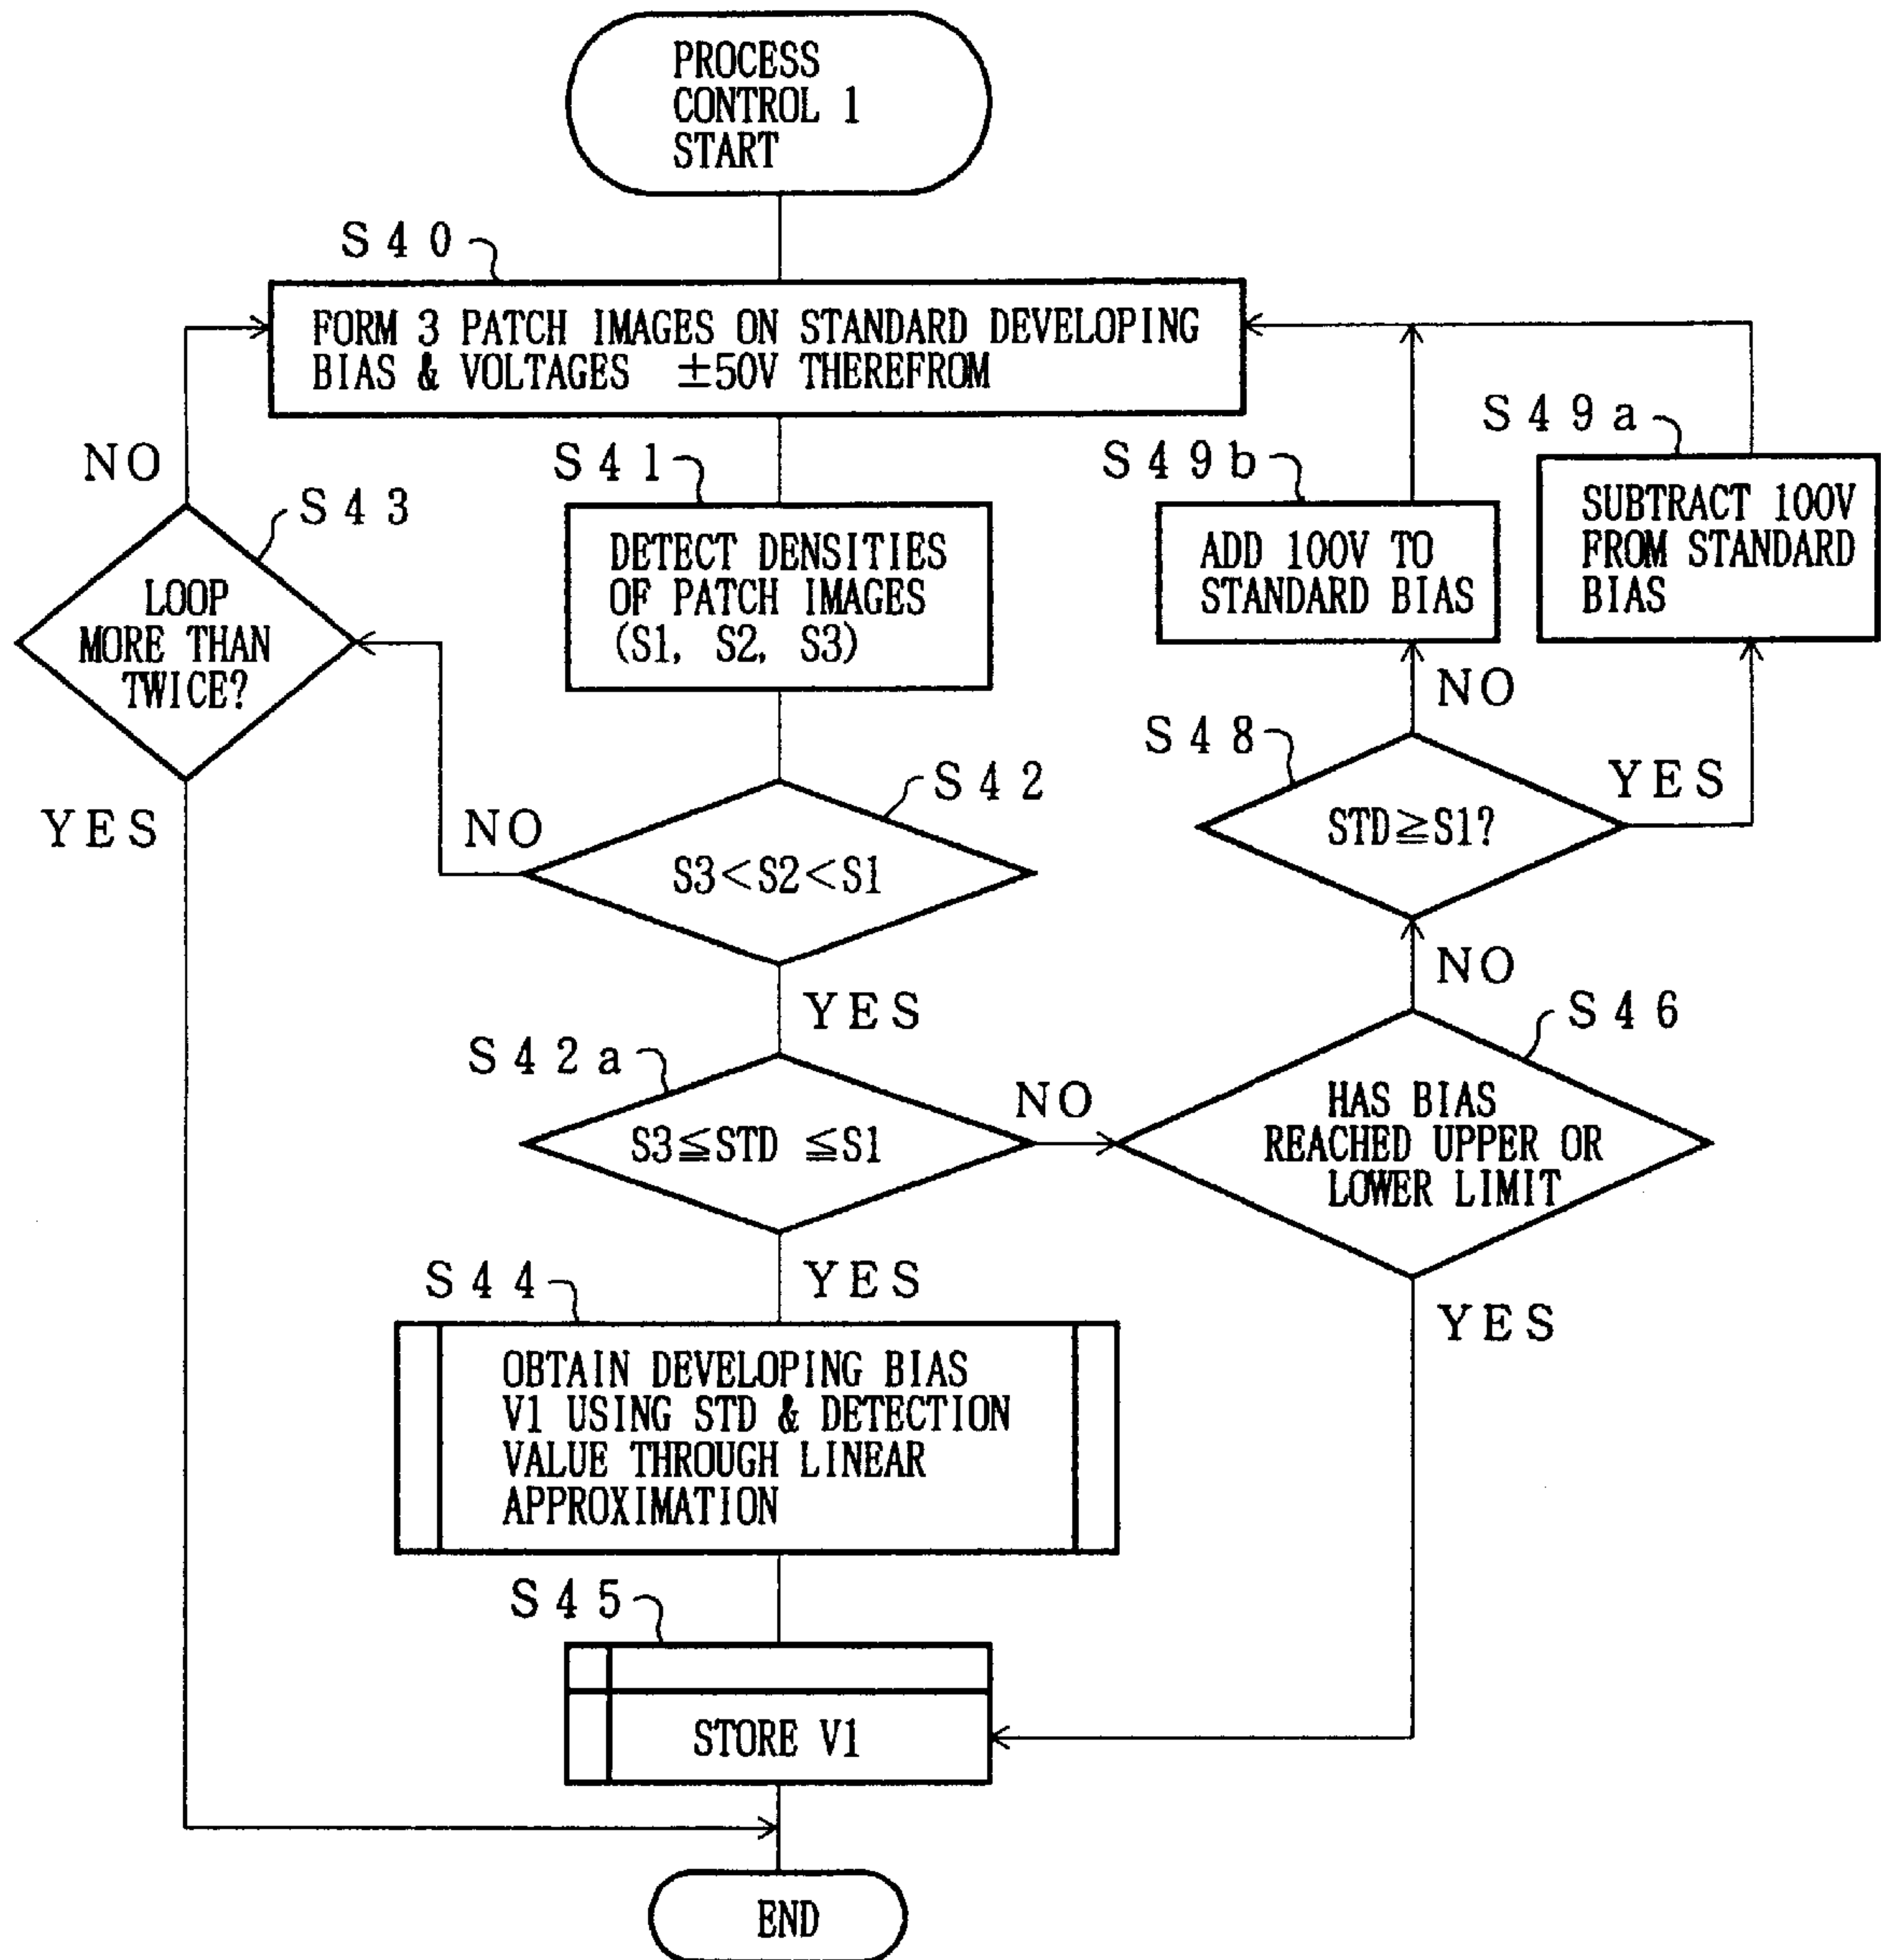 PROCESS
CONTROL 1
START
S40
FORM 3 PATCH IMAGES ON STANDARD DEVELOPING
BIAS & VOLTAGES ±50V THEREFROM
S41
DETECT DENSITIES
OF PATCH IMAGES
(S1, S2, S3)
S49b
ADD 100V TO
STANDARD BIAS
S49a
SUBTRACT 100V
FROM STANDARD
BIAS
NO
S43
LOOP
MORE THAN
TWICE?
YES
S42
NO
S3<S2<S1
YES
S48
NO
STD≧S1?
YES
NO
S42a
S3≦STD ≦S1
NO
S46
HAS BIAS
REACHED UPPER OR
LOWER LIMIT
YES
YES
S44
OBTAIN DEVELOPING BIAS
V1 USING STD & DETECTION
VALUE THROUGH LINEAR
APPROXIMATION
S45
STORE V1
END